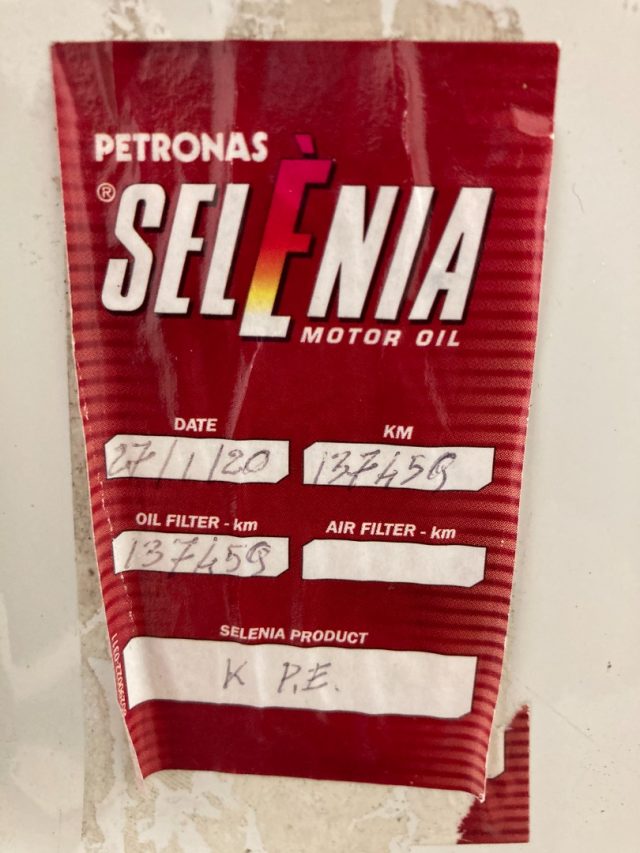 PETRONAS
® SELÈNIA
MOTOR OIL
DATE KM
27/1/20 137459
OIL FILTER - km AIR FILTER - km
137459
SELENIA PRODUCT
K P.E.